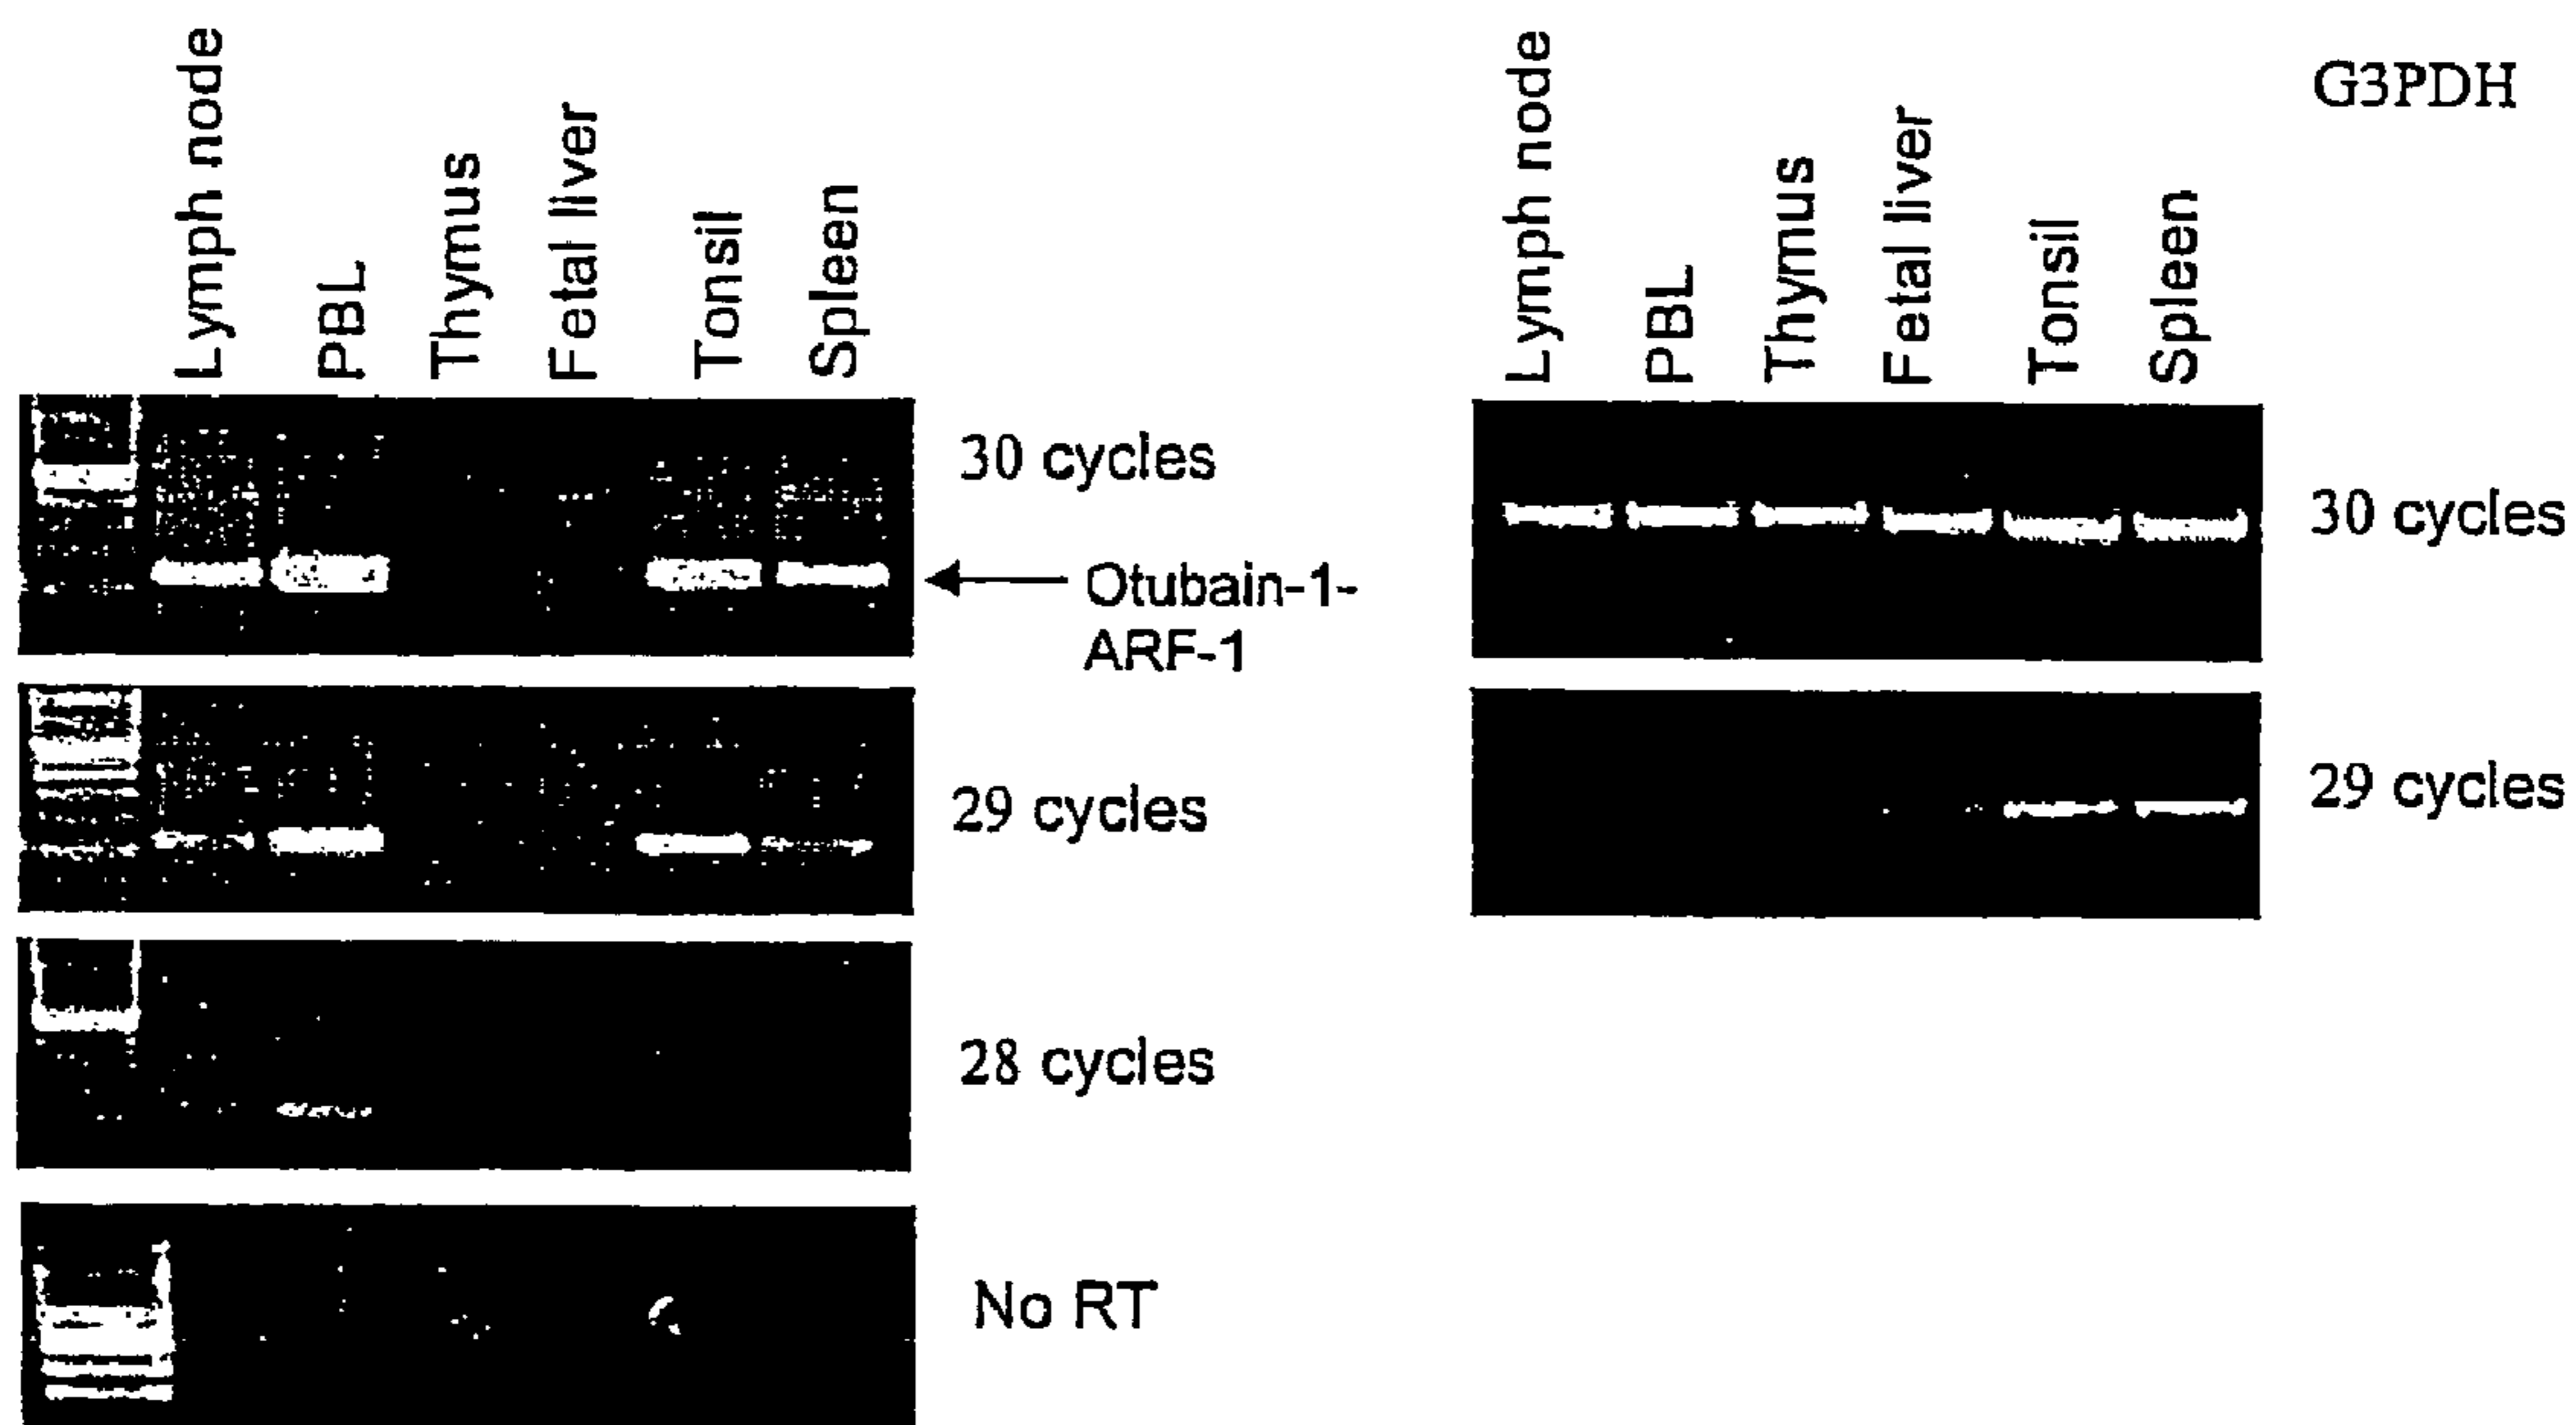 Lymph node
PBL
Thymus
Fetal liver
Tonsil
Spleen
30 cycles
Otubain-1-
ARF-1
29 cycles
28 cycles
No RT
G3PDH
Lymph node
PBL
Thymus
Fetal liver
Tonsil
Spleen
30 cycles
29 cycles